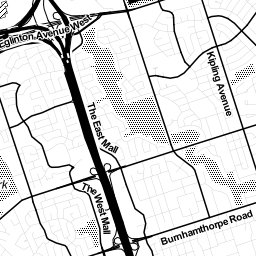 Eglinton Avenue West
Kipling Avenue
The East Mall
The West Mall
Burnhamthorpe Road